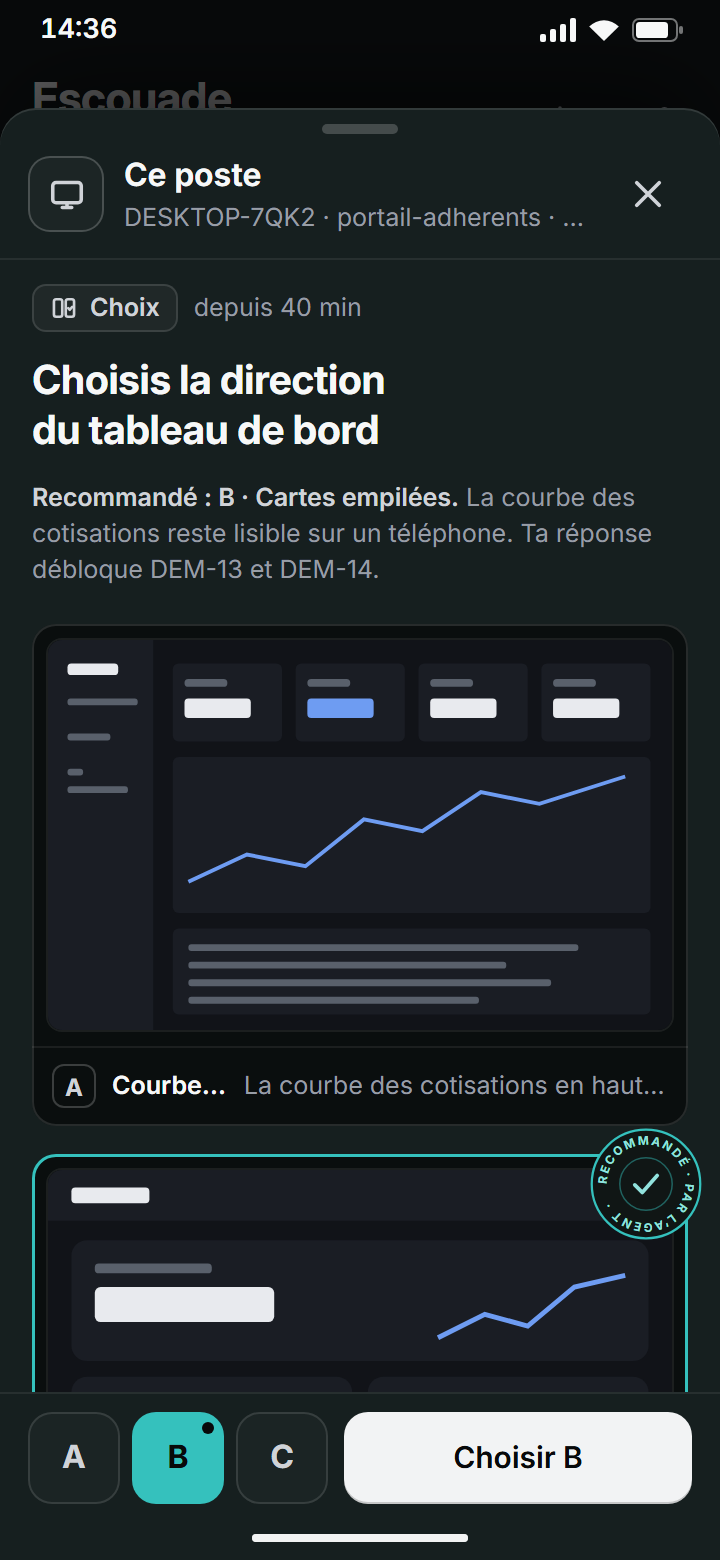 14:36
Escouade
Ce poste
DESKTOP-7QK2 · portail-adherents · ...
Choix depuis 40 min
Choisis la direction
du tableau de bord
Recommandé : B · Cartes empilées. La courbe des
cotisations reste lisible sur un téléphone. Ta réponse
débloque DEM-13 et DEM-14.
A Courbe... La courbe des cotisations en haut...
RECOMMANDÉ · PAR L'AGENT ·
A B C Choisir B